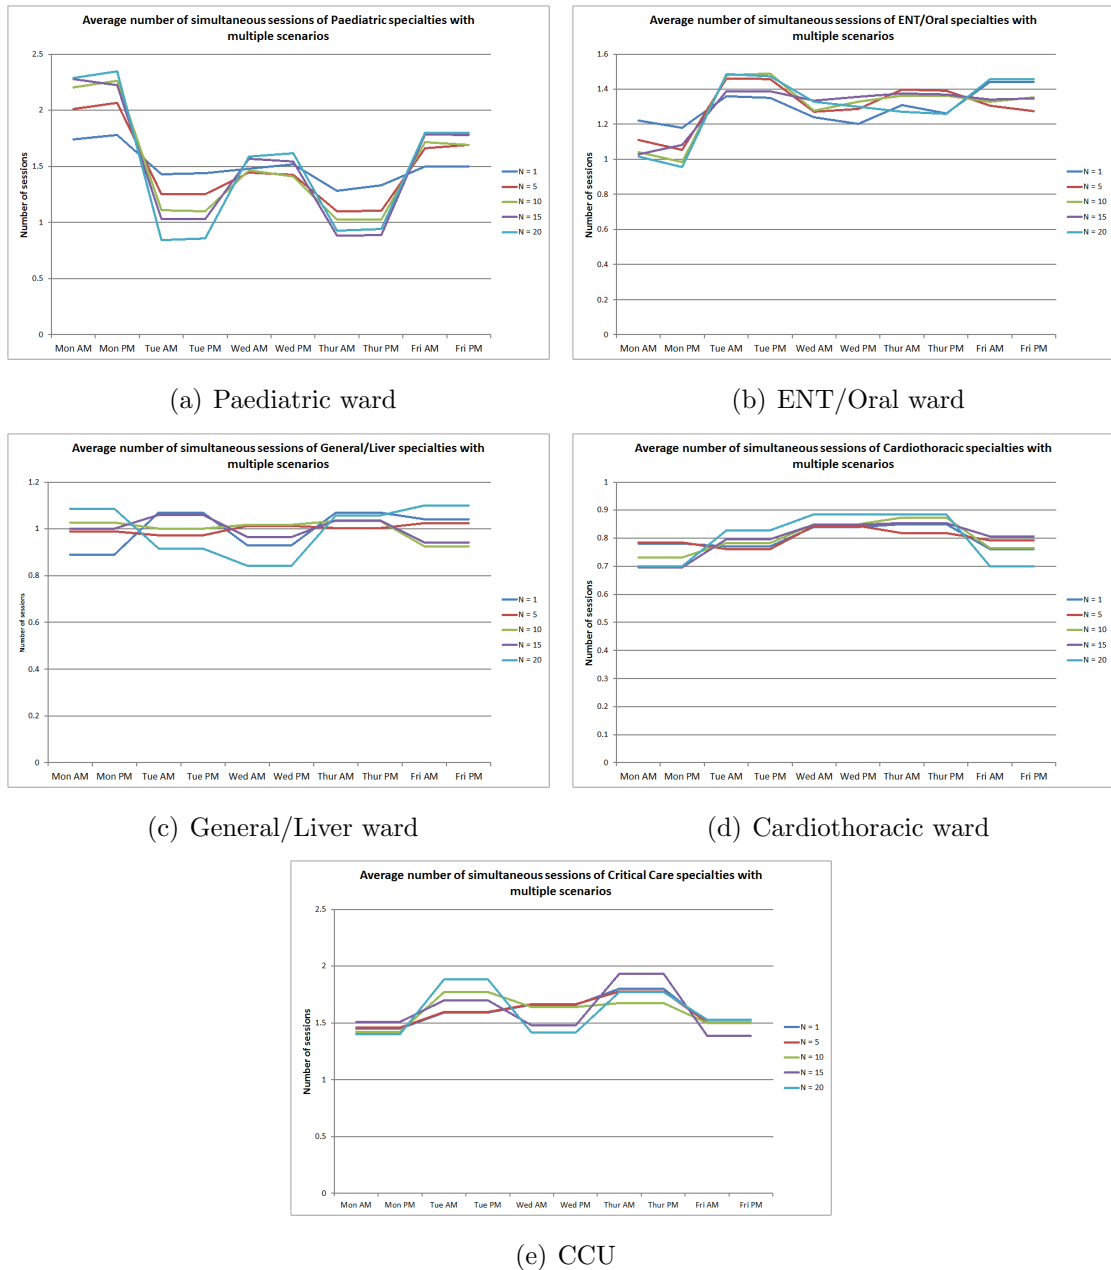 Average number of simultaneous sessions of Paediatric specialties with
multiple scenarios
Number of sessions
2.5
2
1.5
1
0.5
0
Mon AM Mon PM Tue AM Tue PM Wed AM Wed PM Thur AM Thur PM Fri AM Fri PM
N = 1
N = 5
N = 10
N = 15
N = 20
(a) Paediatric ward
Average number of simultaneous sessions of ENT/Oral specialties with
multiple scenarios
Number of sessions
1.6
1.4
1.2
1
0.8
0.6
0.4
0.2
0
Mon AM Mon PM Tue AM Tue PM Wed AM Wed PM Thur AM Thur PM Fri AM Fri PM
N = 1
N = 5
N = 10
N = 15
N = 20
(b) ENT/Oral ward
Average number of simultaneous sessions of General/Liver specialties with
multiple scenarios
Number of sessions
1.2
1
0.8
0.6
0.4
0.2
0
Mon AM Mon PM Tue AM Tue PM Wed AM Wed PM Thur AM Thur PM Fri AM Fri PM
N = 1
N = 5
N = 10
N = 15
N = 20
(c) General/Liver ward
Average number of simultaneous sessions of Cardiothoracic specialties with
multiple scenarios
Number of sessions
1
0.9
0.8
0.7
0.6
0.5
0.4
0.3
0.2
0.1
0
Mon AM Mon PM Tue AM Tue PM Wed AM Wed PM Thur AM Thur PM Fri AM Fri PM
N = 1
N = 5
N = 10
N = 15
N = 20
(d) Cardiothoracic ward
Average number of simultaneous sessions of Critical Care specialties with
multiple scenarios
Number of sessions
2.5
2
1.5
1
0.5
0
Mon AM Mon PM Tue AM Tue PM Wed AM Wed PM Thur AM Thur PM Fri AM Fri PM
N = 1
N = 5
N = 10
N = 15
N = 20
(e) CCU